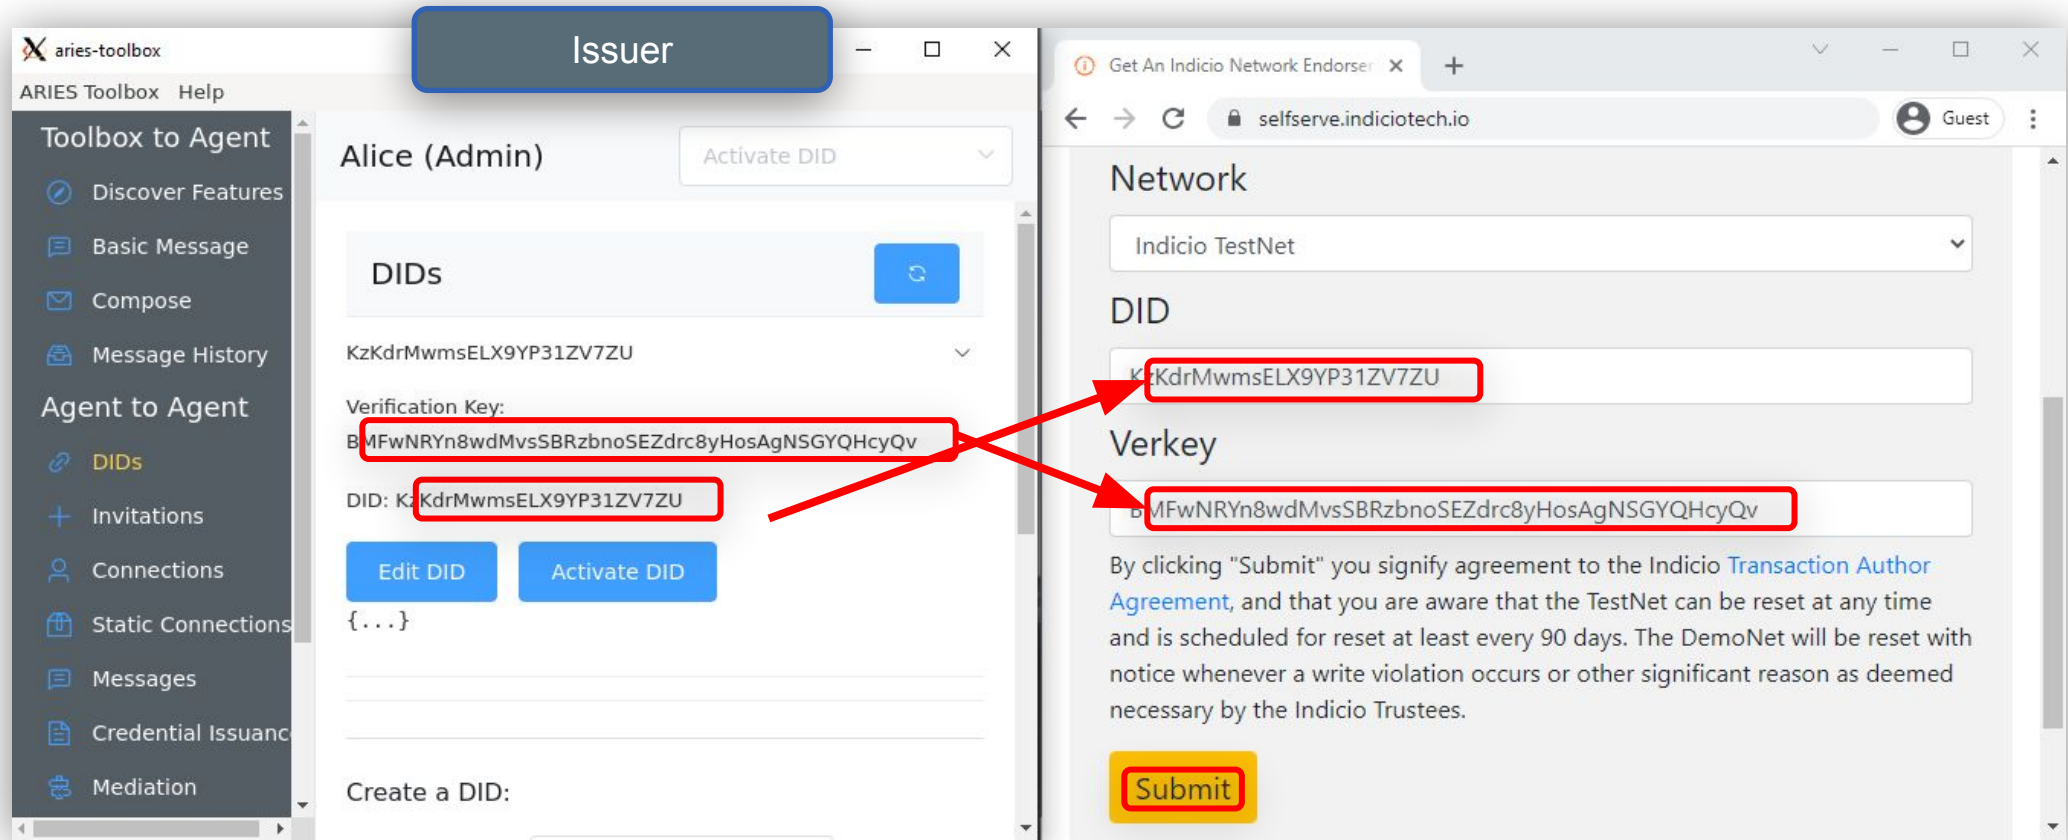 Issuer
aries-toolbox
ARIES Toolbox Help
Toolbox to Agent
Discover Features
Basic Message
Compose
Message History
Agent to Agent
DIDs
Invitations
Connections
Static Connections
Messages
Credential Issuanc
Mediation
Alice (Admin)
Activate DID
DIDs
KzKdrMwmsELX9YP31ZV7ZU
Verification Key:
BMFwNRYn8wdMvsSBRzbnoSEZdrc8yHosAgNSGYQHcyQv
DID: KzKdrMwmsELX9YP31ZV7ZU
Edit DID
Activate DID
{...}
Create a DID:
Get An Indicio Network Endorser
selfserve.indiciotech.io
Guest
Network
Indicio TestNet
DID
KzKdrMwmsELX9YP31ZV7ZU
Verkey
BMFwNRYn8wdMvsSBRzbnoSEZdrc8yHosAgNSGYQHcyQv
By clicking "Submit" you signify agreement to the Indicio Transaction Author
Agreement, and that you are aware that the TestNet can be reset at any time
and is scheduled for reset at least every 90 days. The DemoNet will be reset with
notice whenever a write violation occurs or other significant reason as deemed
necessary by the Indicio Trustees.
Submit